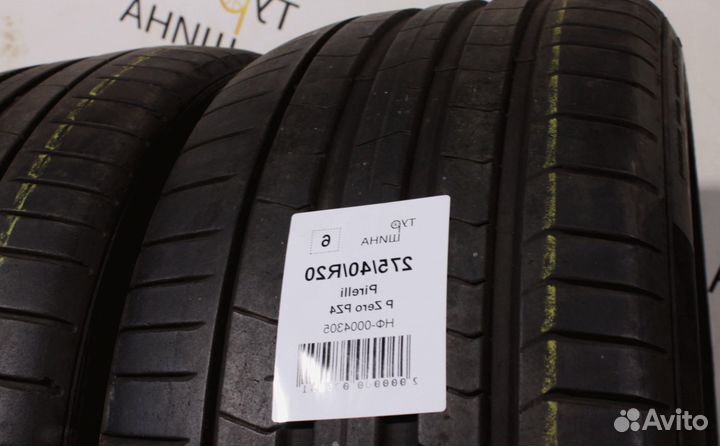 ТУР
ШИНА
ТУР
ШИНА
6
275/40/R20
Pirelli
P Zero PZ4
НФ-0004305
Avito